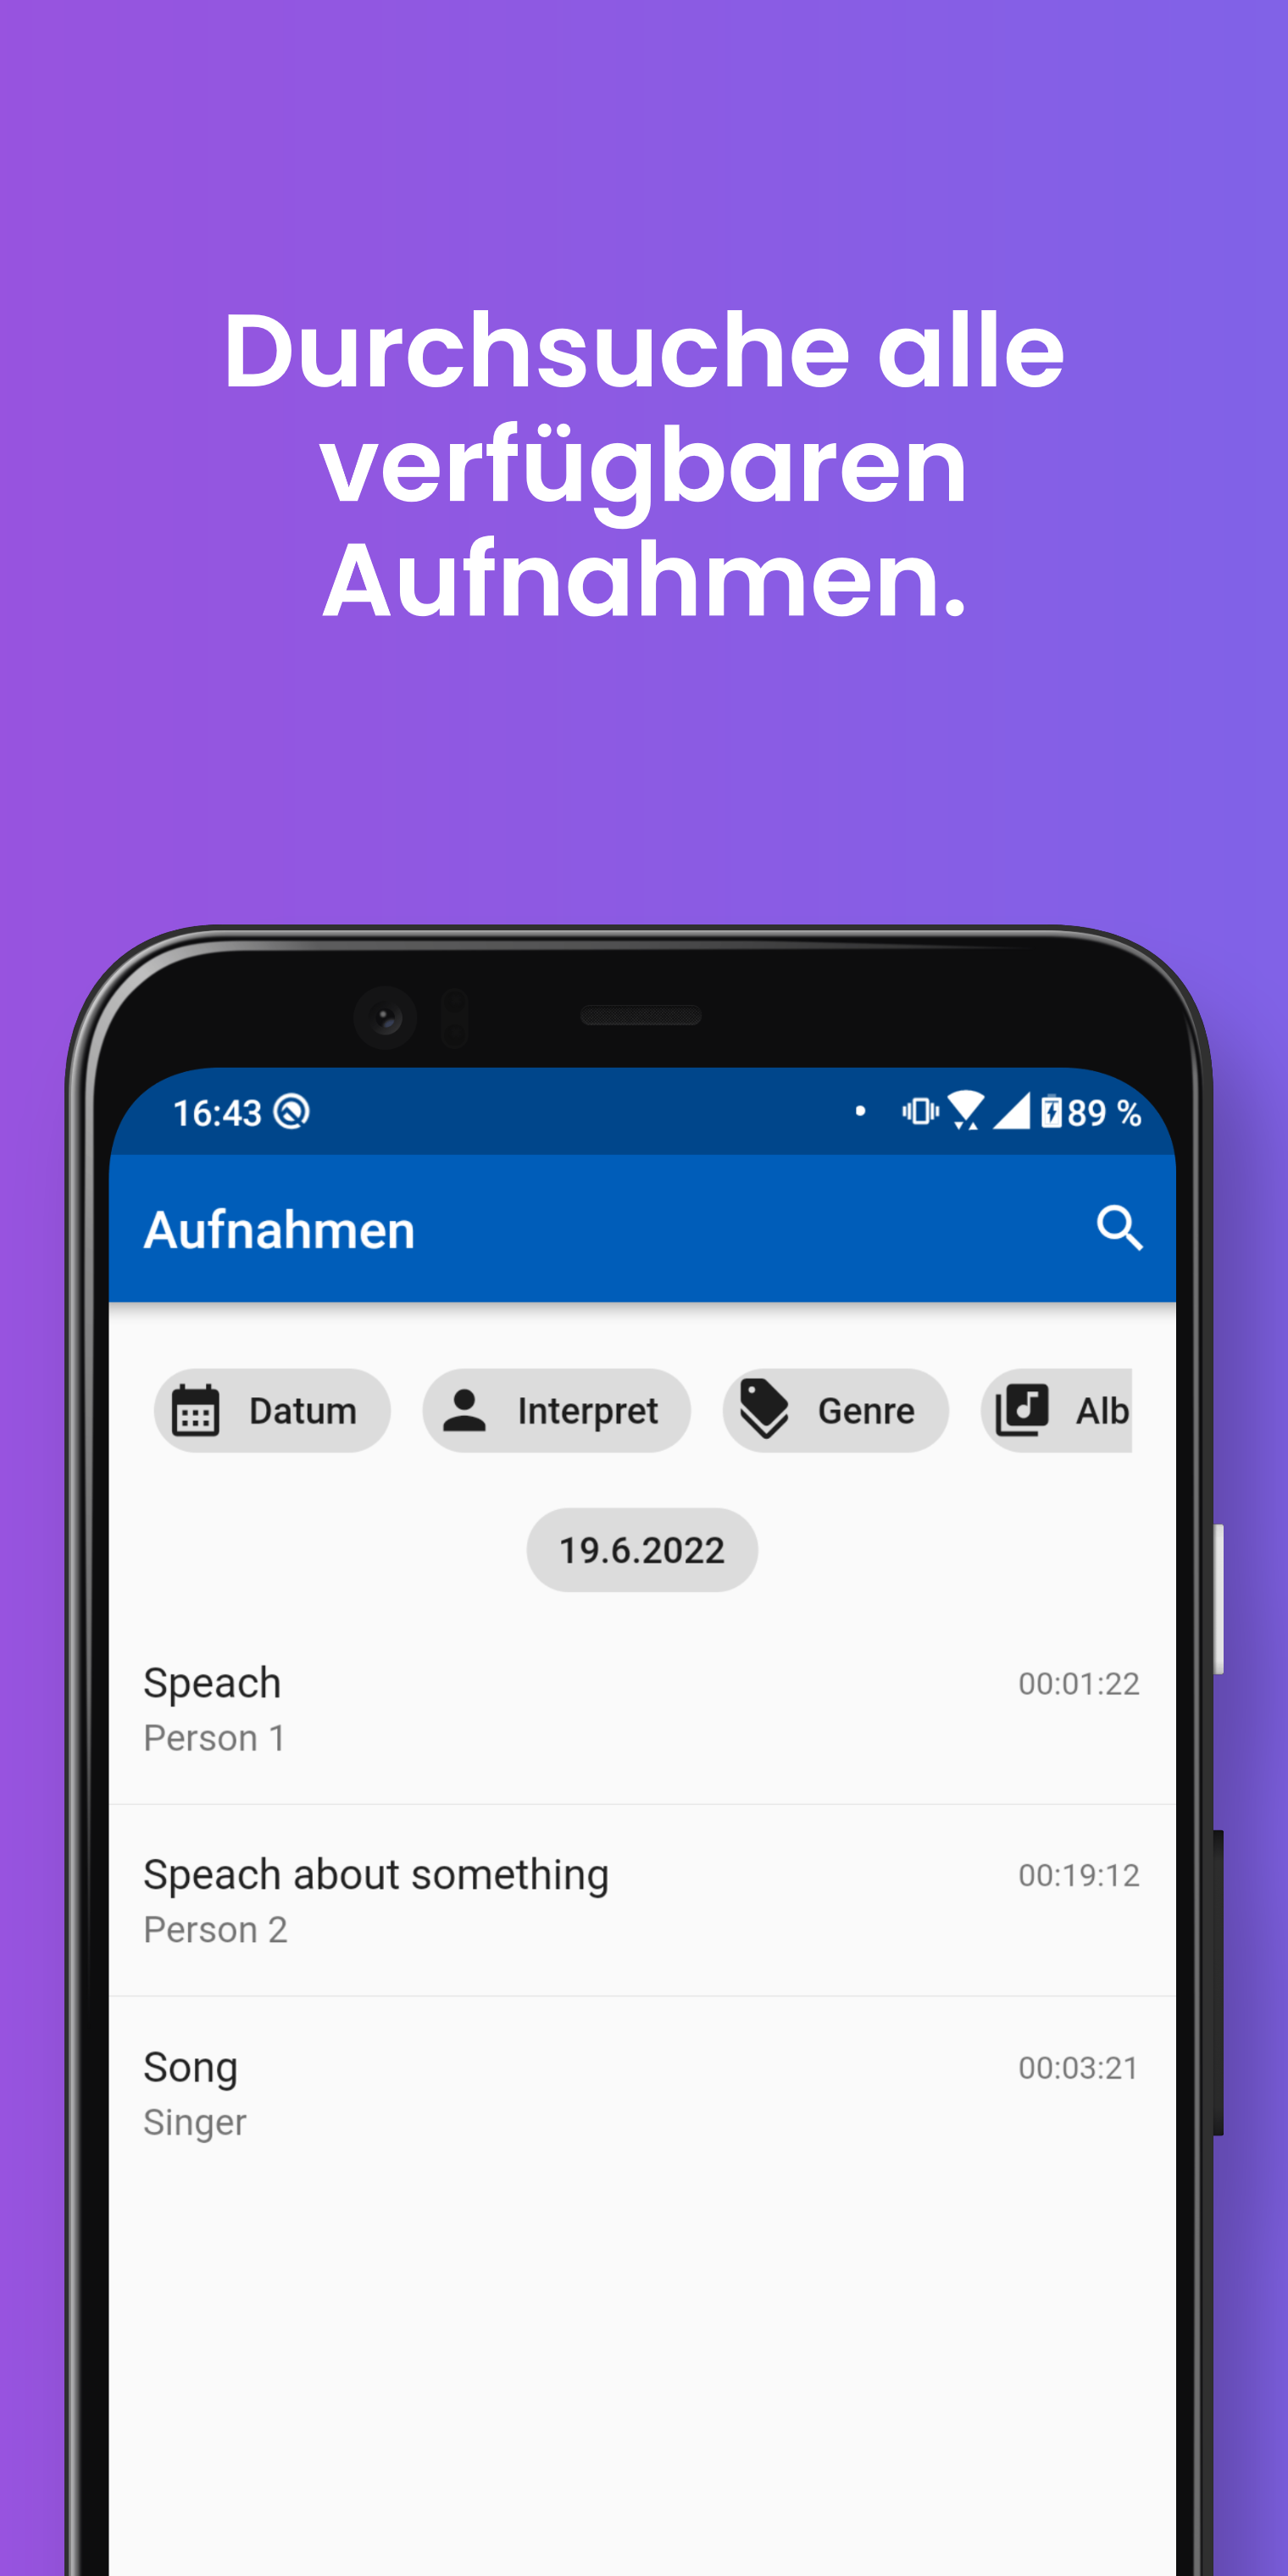 Durchsuche alle
verfügbaren
Aufnahmen.
16:43 89 %
Aufnahmen
Datum Interpret Genre Alb
19.6.2022
Speach 00:01:22
Person 1
Speach about something 00:19:12
Person 2
Song 00:03:21
Singer